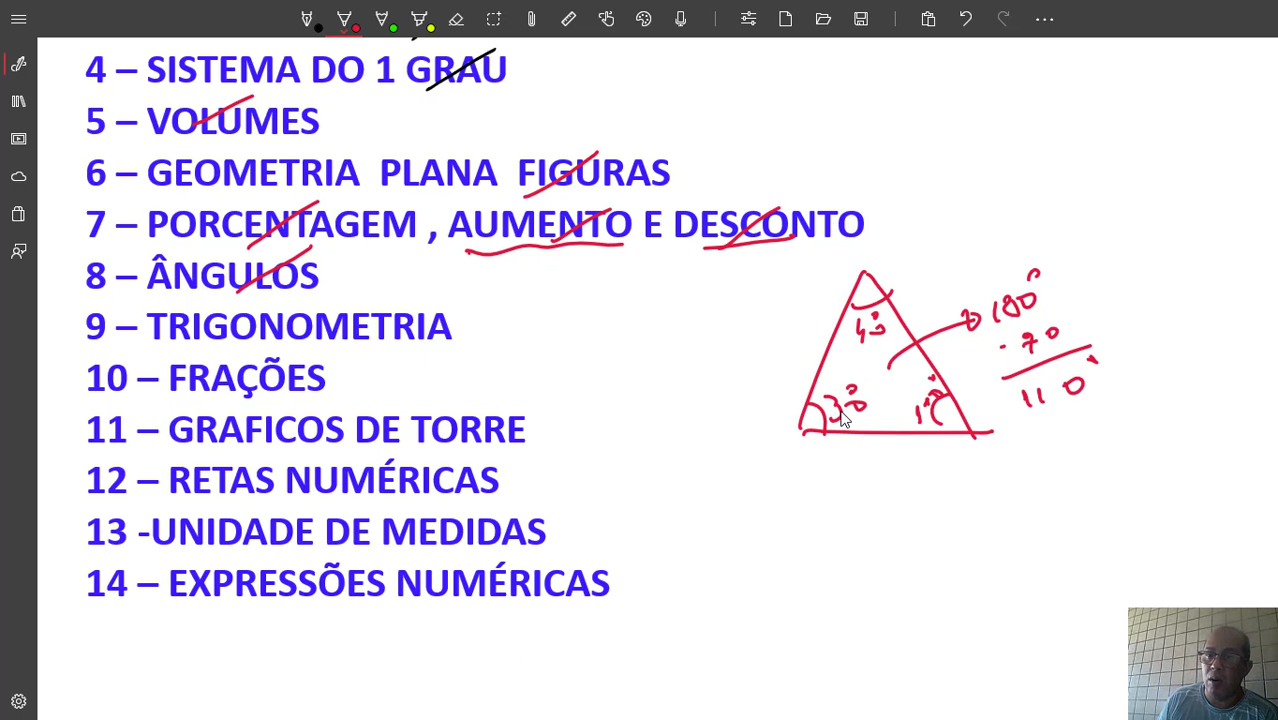 4 – SISTEMA DO 1 GRAU
5 – VOLUMES
6 – GEOMETRIA PLANA FIGURAS
7 – PORCENTAGEM , AUMENTO E DESCONTO
8 – ÂNGULOS
9 – TRIGONOMETRIA
10 – FRAÇÕES
11 – GRAFICOS DE TORRE
12 – RETAS NUMÉRICAS
13 -UNIDADE DE MEDIDAS
14 – EXPRESSÕES NUMÉRICAS
40°
30°
180°
- 70
110°